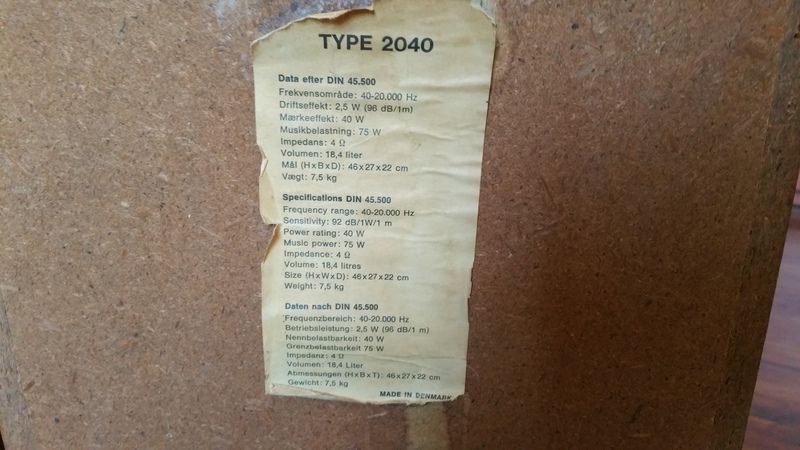 TYPE 2040
Data efter DIN 45.500
Frekvensområde: 40-20.000 Hz
Driftseffekt: 2,5 W (96 dB/1m)
Mærkeeffekt: 40 W
Musikbelastning: 75 W
Impedans: 4 Ω
Volumen: 18,4 liter
Mål (HxBxD): 46x27x22 cm
Vægt: 7,5 kg
Specifications DIN 45.500
Frequency range: 40-20.000 Hz
Sensitivity: 92 dB/1W/1 m
Power rating: 40 W
Music power: 75 W
Impedance: 4 Ω
Volume: 18,4 litres
Size (HxWxD): 46x27x22 cm
Weight: 7,5 kg
Daten nach DIN 45.500
Frequenzbereich: 40-20.000 Hz
Betriebsleistung: 2,5 W (96 dB/1 m)
Nennbelastbarkeit: 40 W
Grenzbelastbarkeit 75 W
Impedanz: 4 Ω
Volumen: 18,4 Liter
Abmessungen (HxBxT): 46x27x22 cm
Gewicht: 7,5 kg
MADE IN DENMARK